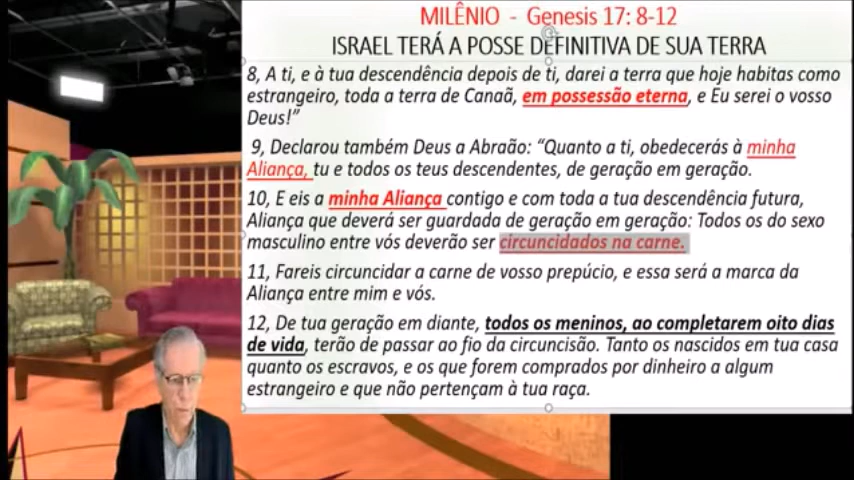 MILÊNIO - Genesis 17: 8-12
ISRAEL TERÁ A POSSE DEFINITIVA DE SUA TERRA
8, A ti, e à tua descendência depois de ti, darei a terra que hoje habitas como
estrangeiro, toda a terra de Canaã, em possessão eterna, e Eu serei o vosso
Deus!”
9, Declarou também Deus a Abraão: “Quanto a ti, obedecerás à minha
Aliança, tu e todos os teus descendentes, de geração em geração.
10, E eis a minha Aliança contigo e com toda a tua descendência futura,
Aliança que deverá ser guardada de geração em geração: Todos os do sexo
masculino entre vós deverão ser circuncidados na carne.
11, Fareis circuncidar a carne de vosso prepúcio, e essa será a marca da
Aliança entre mim e vós.
12, De tua geração em diante, todos os meninos, ao completarem oito dias
de vida, terão de passar ao fio da circuncisão. Tanto os nascidos em tua casa
quanto os escravos, e os que forem comprados por dinheiro a algum
estrangeiro e que não pertençam à tua raça.